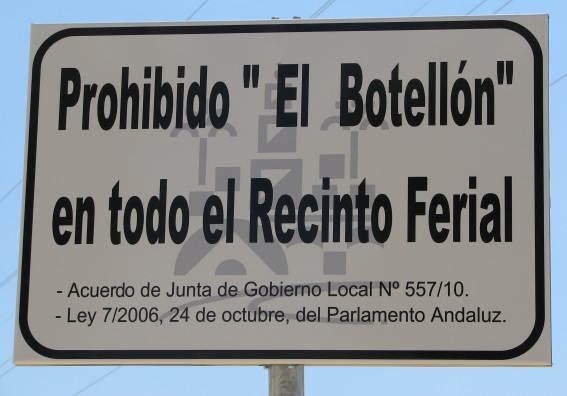 Prohibido " El Botellón"
en todo el Recinto Ferial
- Acuerdo de Junta de Gobierno Local Nº 557/10.
- Ley 7/2006, 24 de octubre, del Parlamento Andaluz.